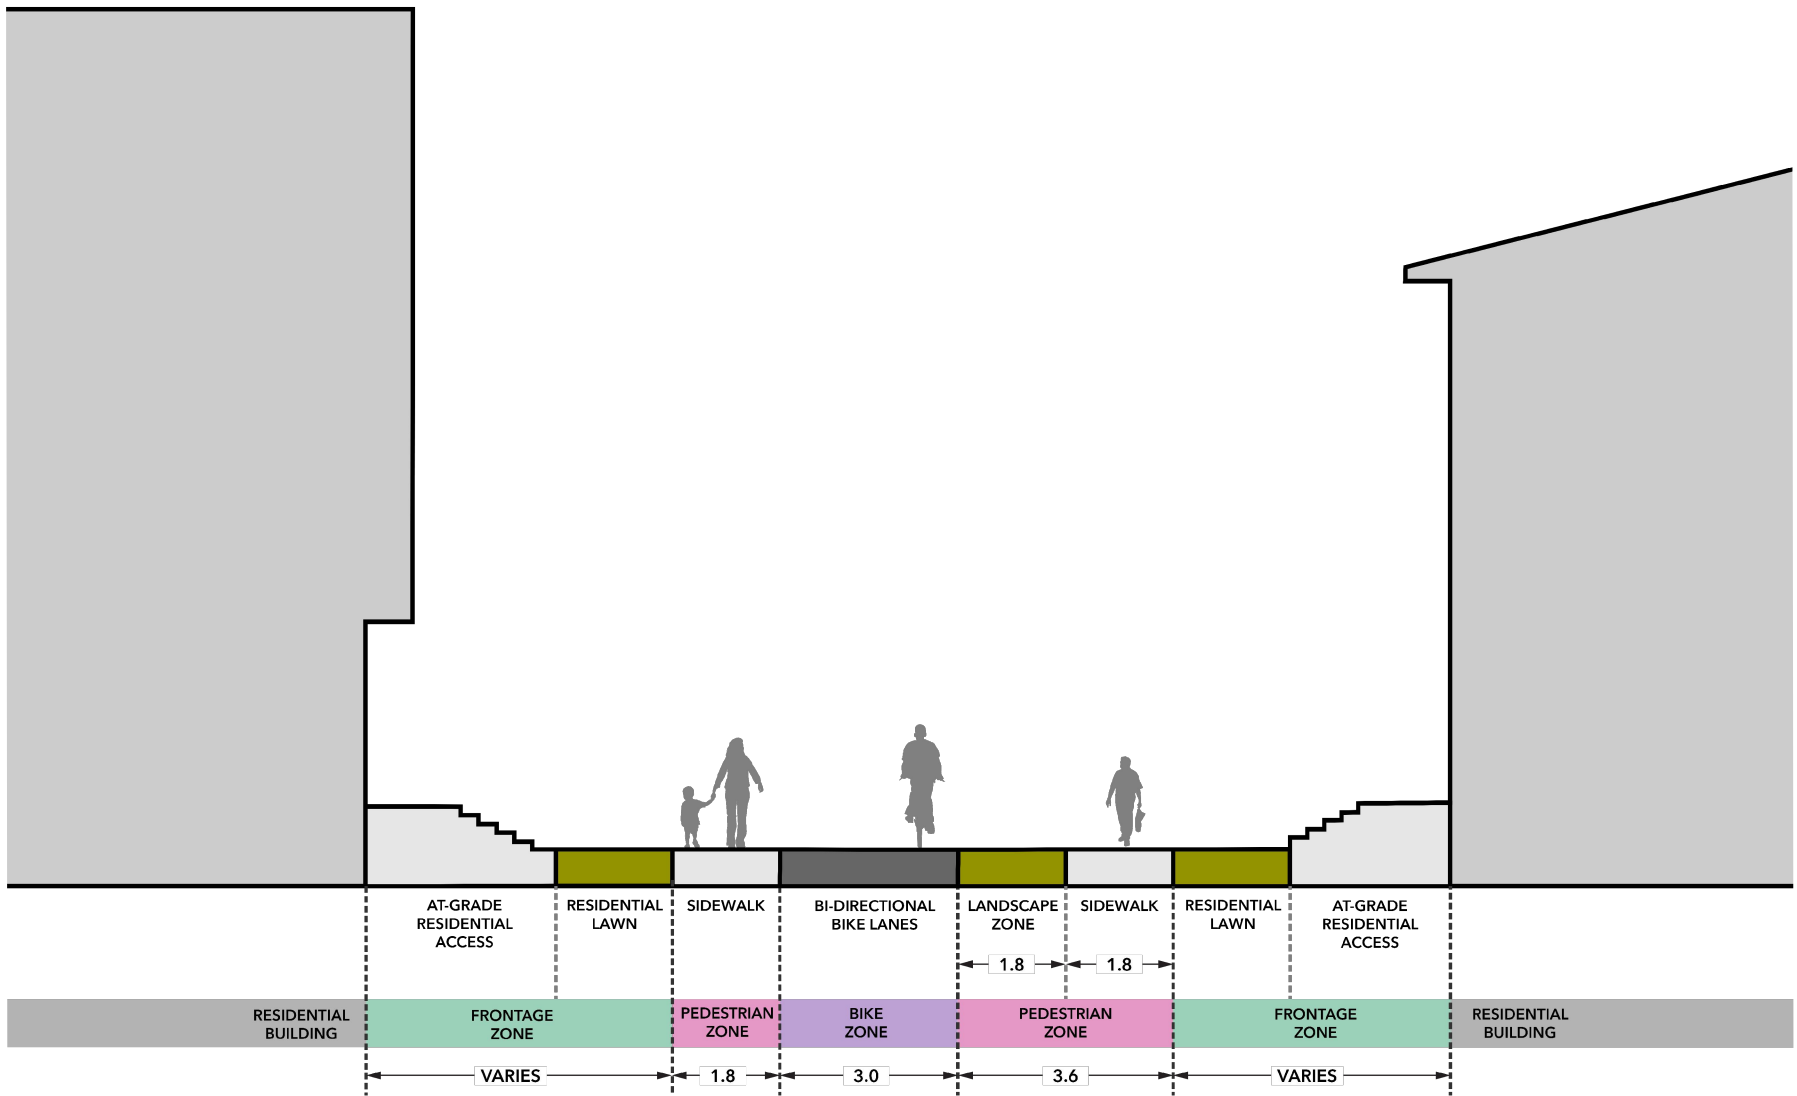 AT-GRADE
RESIDENTIAL
ACCESS
RESIDENTIAL
LAWN
SIDEWALK
BI-DIRECTIONAL
BIKE LANES
LANDSCAPE
ZONE
SIDEWALK
RESIDENTIAL
LAWN
AT-GRADE
RESIDENTIAL
ACCESS
1.8
1.8
RESIDENTIAL
BUILDING
FRONTAGE
ZONE
PEDESTRIAN
ZONE
BIKE
ZONE
PEDESTRIAN
ZONE
FRONTAGE
ZONE
RESIDENTIAL
BUILDING
VARIES
1.8
3.0
3.6
VARIES